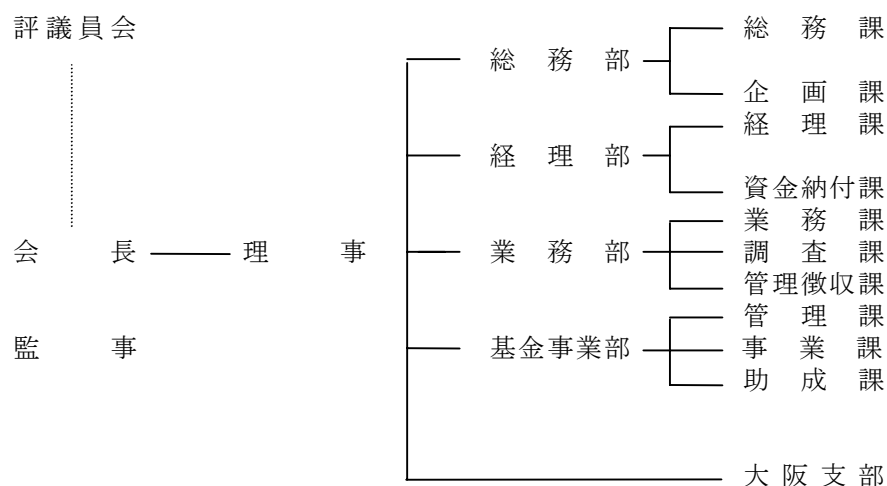 評議員会
会長
理事
監事
総務部
総務課
企画課
経理部
経理課
資金納付課
業務部
業務課
調査課
管理徴収課
基金事業部
管理課
事業課
助成課
大阪支部